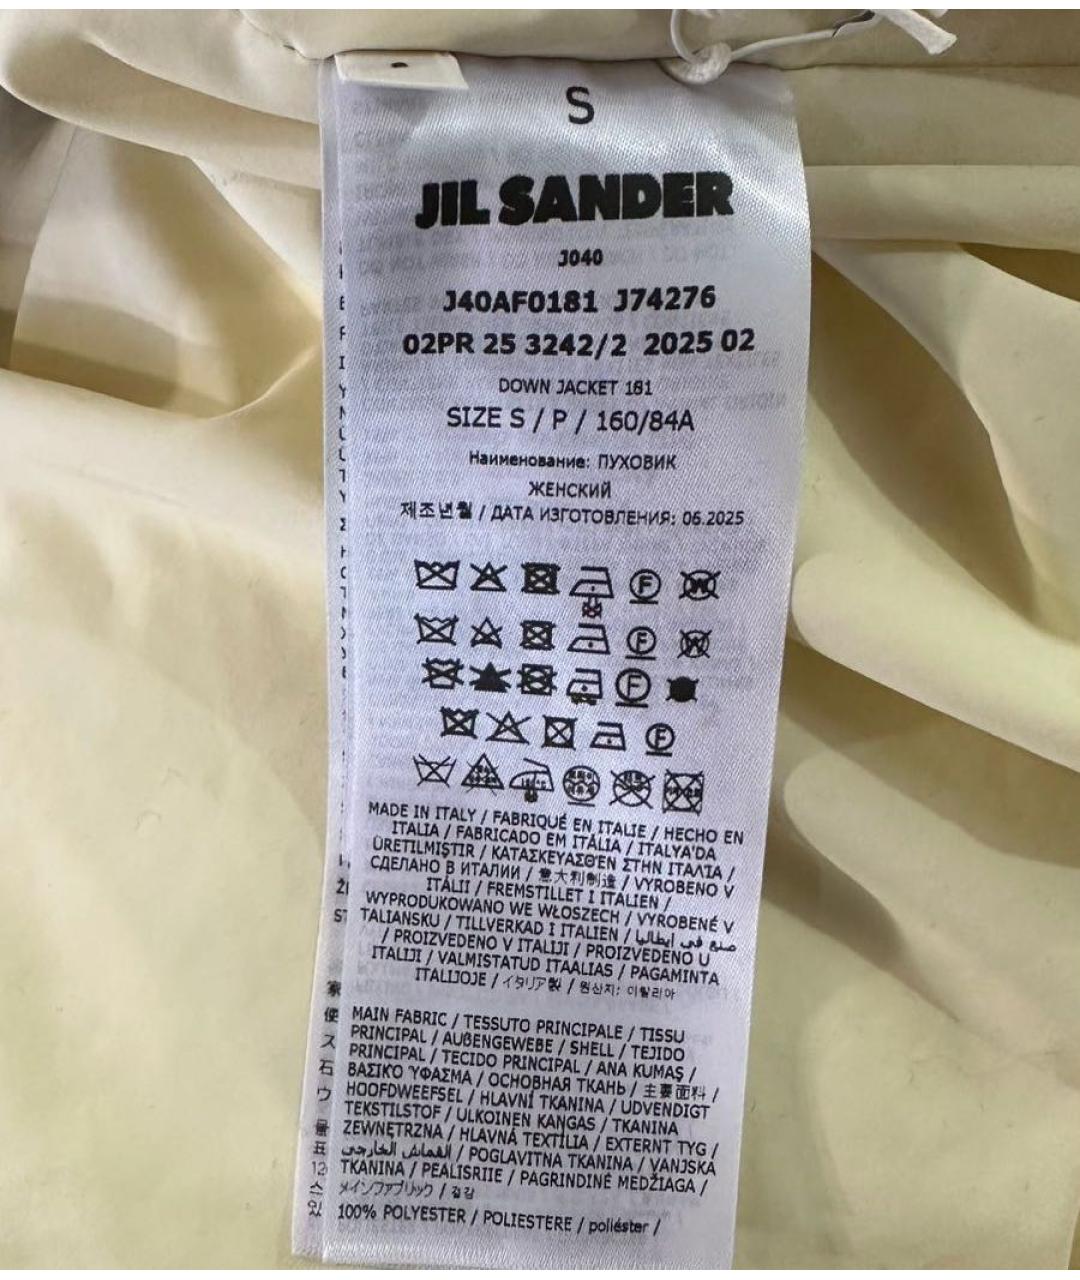 S
JIL SANDER
J040
J40AF0181 J74276
02PR 25 3242/2 2025 02
DOWN JACKET 181
SIZE S / P / 160/84A
Наименование: ПУХОВИК
ЖЕНСКИЙ
제조년월 / ДАТА ИЗГОТОВЛЕНИЯ: 06.2025
MADE IN ITALY / FABRIQUÉ EN ITALIE / HECHO EN
ITALIA / FABRICADO EM ITÁLIA / ITALYA'DA
ÜRETILMIŞTIR / ΚΑΤΑΣΚΕΥΑΣΘΈΝ ΣΤΗΝ ΙΤΑΛΊΑ /
СДЕЛАНО В ИТАЛИИ / 意大利制造 / VYROBENO V
ITÁLII / FREMSTILLET I ITALIEN /
WYPRODUKOWANO WE WŁOSZECH / VYROBENÉ V
TALIANSKU / TILLVERKAD I ITALIEN / صنع في إيطاليا
/ PROIZVEDENO V ITALIJI / PROIZVEDENO U
ITALIJI / VALMISTATUD ITAALIAS / PAGAMINTA
ITALIJOJE / イタリア製 / 원산지: 이탈리아
MAIN FABRIC / TESSUTO PRINCIPALE / TISSU
PRINCIPAL / AUßENGEWEBE / SHELL / TEJIDO
PRINCIPAL / TECIDO PRINCIPAL / ANA KUMAŞ /
ΒΑΣΙΚΌ ΎΦΑΣΜΑ / ОСНОВНАЯ ТКАНЬ / 主要面料 /
HOOFDWEEFSEL / HLAVNÍ TKANINA / UDVENDIGT
TEKSTILSTOF / ULKOINEN KANGAS / TKANINA
ZEWNĘTRZNA / HLAVNÁ TEXTÍLIA / EXTERNT TYG /
القماش الخارجي / POGLAVITNA TKANINA / VANJSKA
TKANINA / PEALISRIIE / PAGRINDINĖ MEDŽIAGA /
メインファブリック / 겉감
100% POLYESTER / POLIESTERE / poliéster /